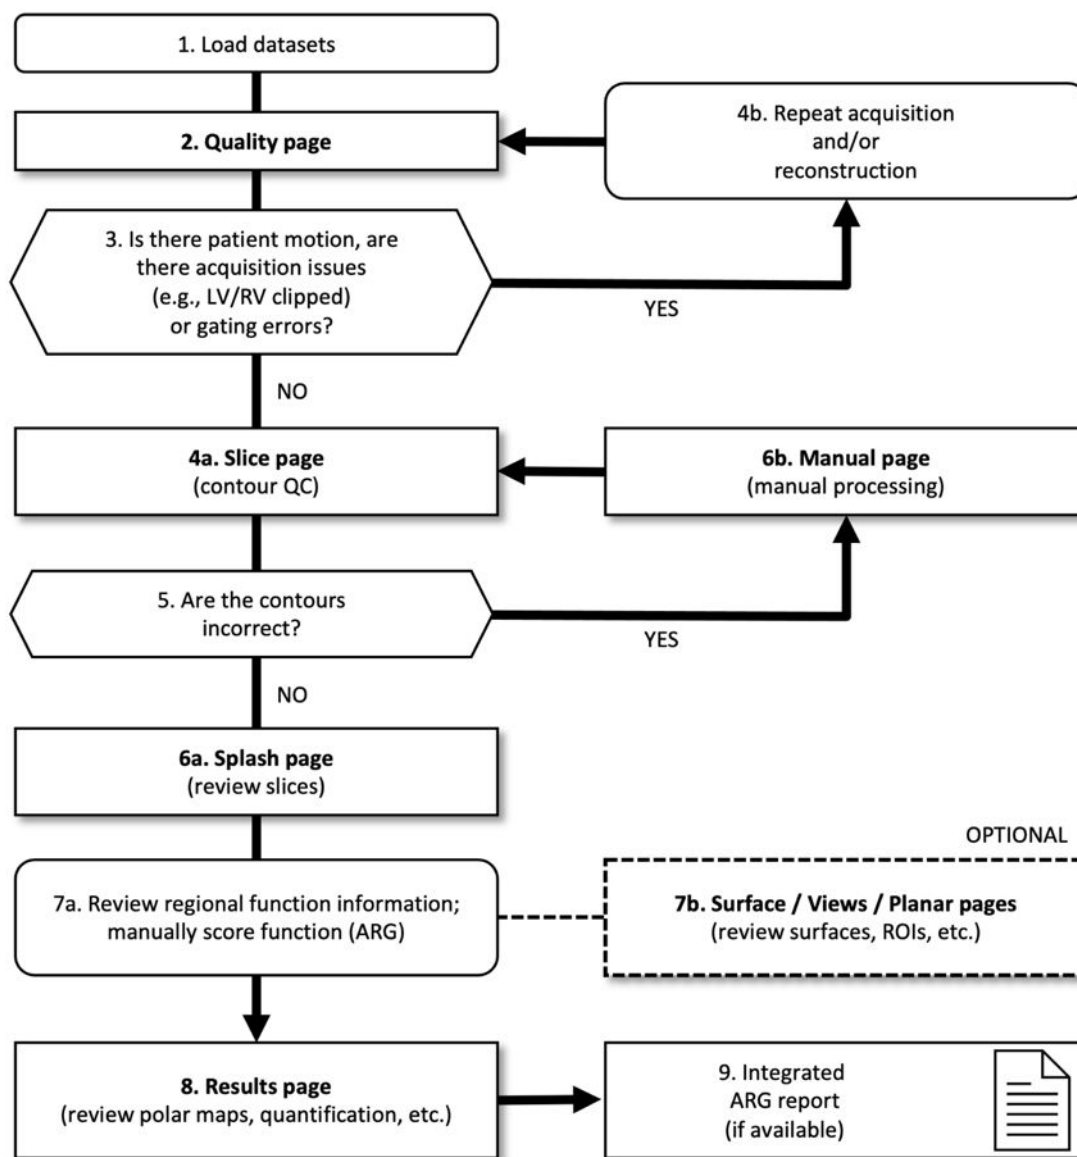 1. Load datasets
2. Quality page
4b. Repeat acquisition
and/or
reconstruction
3. Is there patient motion, are
there acquisition issues
(e.g., LV/RV clipped)
or gating errors?
YES
NO
4a. Slice page
(contour QC)
6b. Manual page
(manual processing)
5. Are the contours
incorrect?
YES
NO
6a. Splash page
(review slices)
OPTIONAL
7a. Review regional function information;
manually score function (ARG)
7b. Surface / Views / Planar pages
(review surfaces, ROIs, etc.)
8. Results page
(review polar maps, quantification, etc.)
9. Integrated
ARG report
(if available)